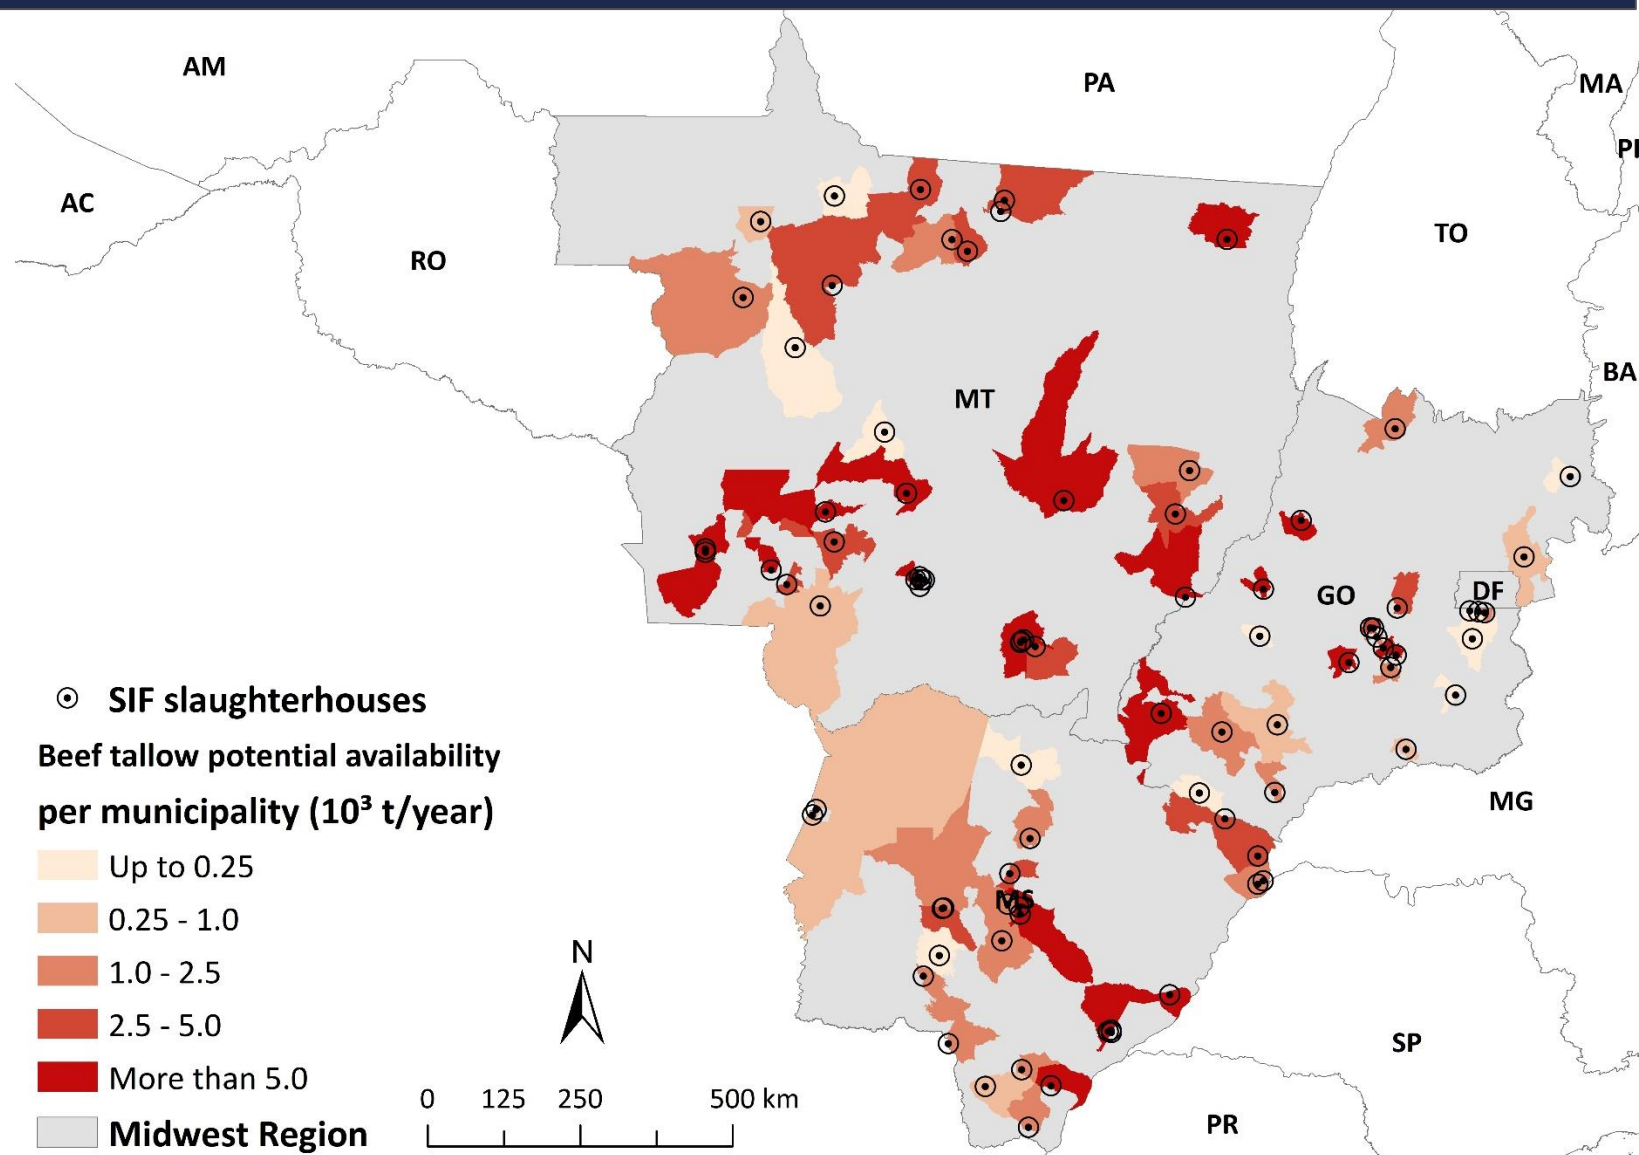 AM
PA
MA
PI
AC
RO
TO
BA
MT
GO
DF
MG
MS
SP
PR
SIF slaughterhouses
Beef tallow potential availability
per municipality (10³ t/year)
Up to 0.25
0.25 - 1.0
1.0 - 2.5
2.5 - 5.0
More than 5.0
Midwest Region
N
0 125 250 500 km